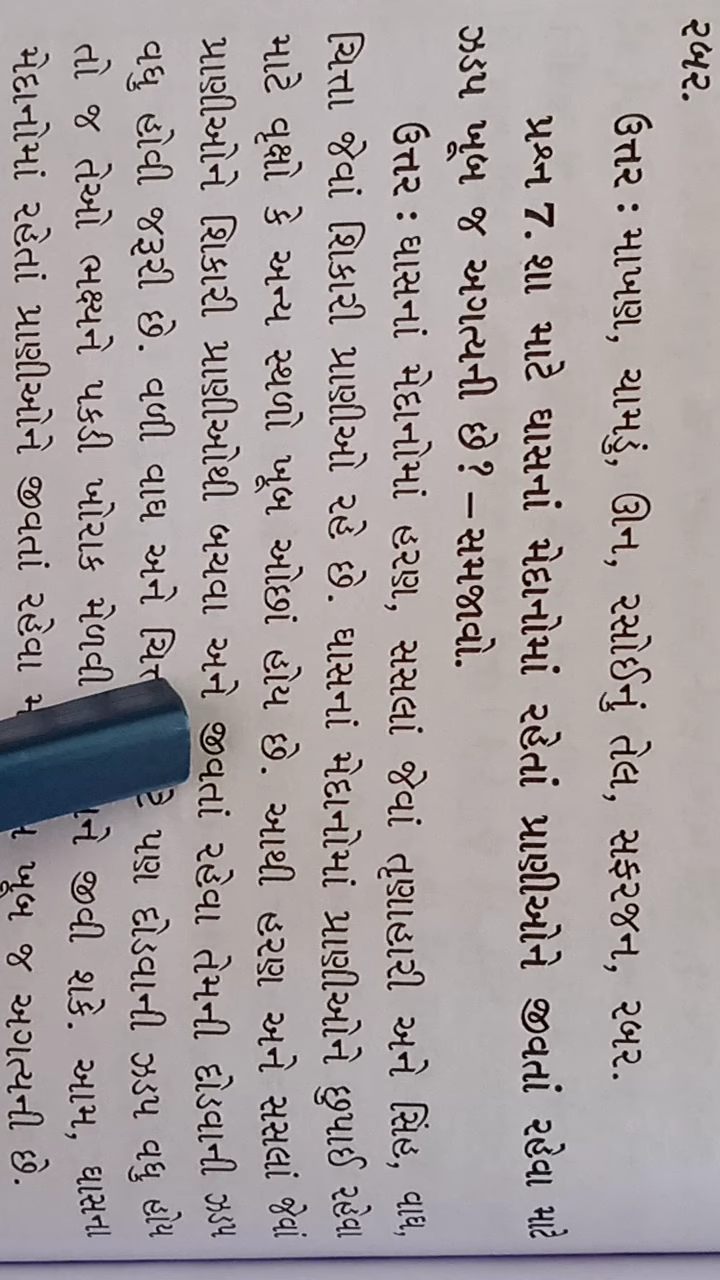 રબર.
ઉત્તર : માખણ, ચામડું, ઊન, રસોઈનું તેલ, સફરજન, રબર.
પ્રશ્ન 7. શા માટે ઘાસનાં મેદાનોમાં રહેતાં પ્રાણીઓને જીવતાં રહેવા માટે
ઝડપ ખૂબ જ અગત્યની છે? – સમજાવો.
ઉત્તર : ઘાસનાં મેદાનોમાં હરણ, સસલાં જેવાં તૃણાહારી અને સિંહ, વાઘ,
ચિત્તા જેવાં શિકારી પ્રાણીઓ રહે છે. ઘાસનાં મેદાનોમાં પ્રાણીઓને છુપાઈ રહેવા
માટે વૃક્ષો કે અન્ય સ્થળો ખૂબ ઓછાં હોય છે. આથી હરણ અને સસલાં જેવાં
પ્રાણીઓને શિકારી પ્રાણીઓથી બચવા અને જીવતાં રહેવા તેમની દોડવાની ઝડપ
વધુ હોવી જરૂરી છે. વળી વાઘ અને પણ દોડવાની ઝડપ વધુ હોય
તો જ તેઓ ભક્ષ્યને પકડી ખોરાક મેળવી જીવી શકે. આમ, ઘાસના
મેદાનોમાં રહેતાં પ્રાણીઓને જીવતાં રહેવા ખૂબ જ અગત્યની છે.